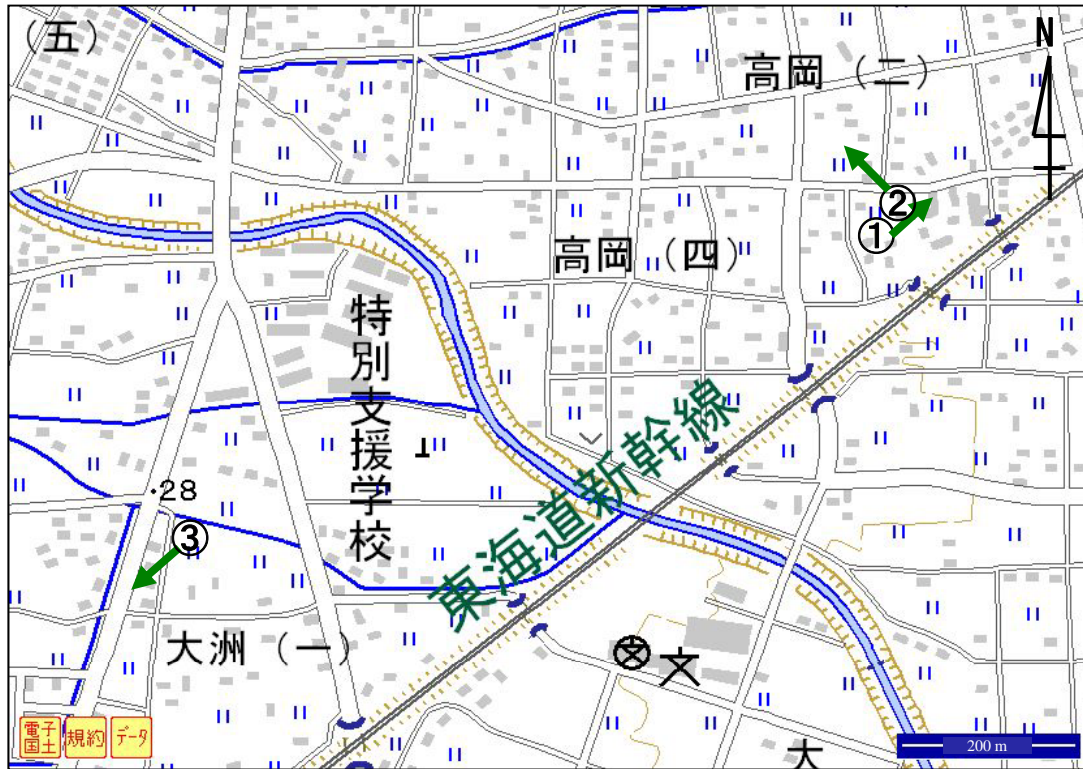 (五)
N
高岡 (二)
②
①
高岡 (四)
特別支援学校
東海道新幹線
・28
③
大洲 (一)
文
文
大
電子国土
規約
データ
200 m